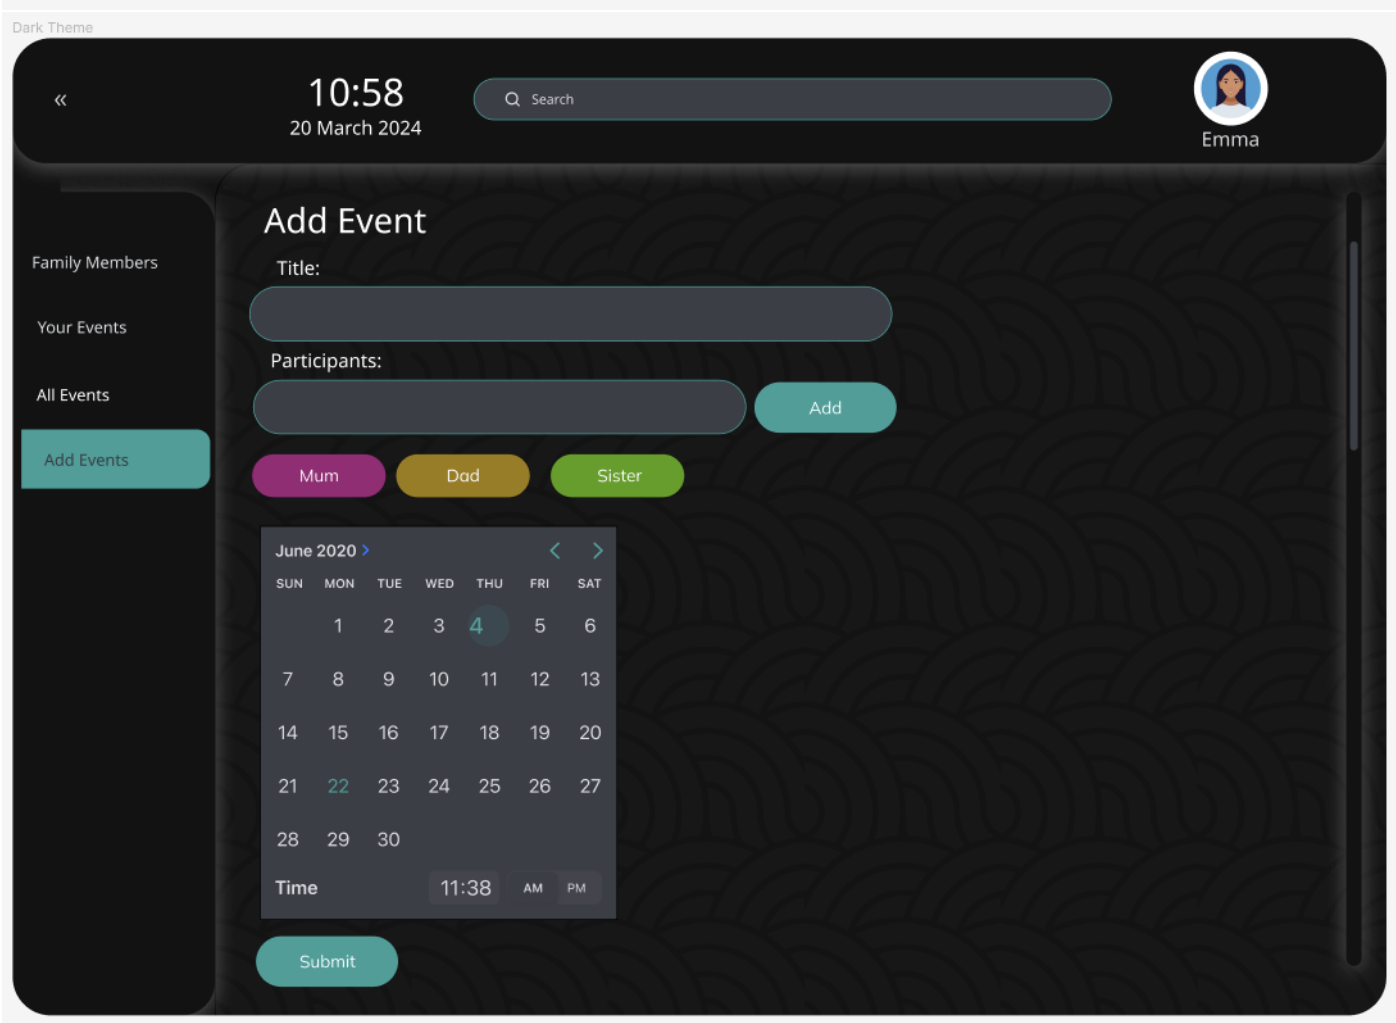 Dark Theme
«
10:58
20 March 2024
Search
Emma
Family Members
Your Events
All Events
Add Events
Add Event
Title:
Participants:
Add
Mum Dad Sister
June 2020 >
SUN MON TUE WED THU FRI SAT
1 2 3 4 5 6
7 8 9 10 11 12 13
14 15 16 17 18 19 20
21 22 23 24 25 26 27
28 29 30
Time 11:38 AM PM
Submit